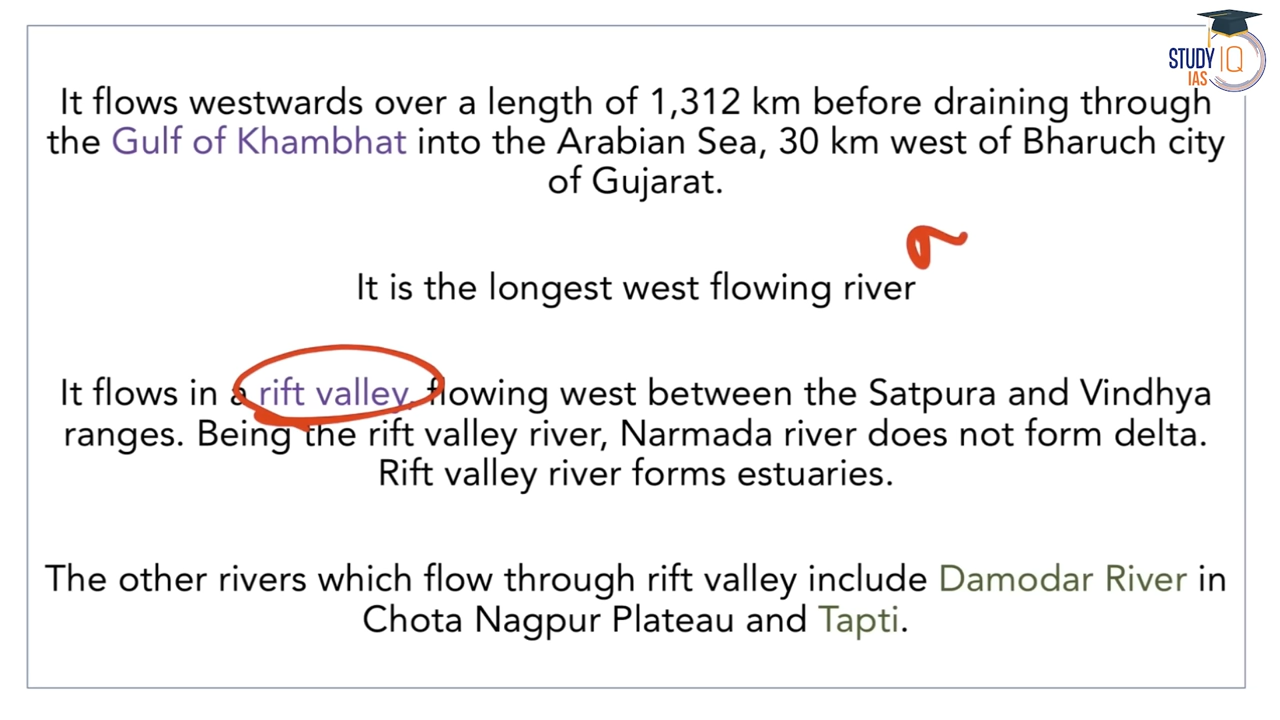 STUDY IQ
IAS
It flows westwards over a length of 1,312 km before draining through
the Gulf of Khambhat into the Arabian Sea, 30 km west of Bharuch city
of Gujarat.
It is the longest west flowing river
It flows in a rift valley, flowing west between the Satpura and Vindhya
ranges. Being the rift valley river, Narmada river does not form delta.
Rift valley river forms estuaries.
The other rivers which flow through rift valley include Damodar River in
Chota Nagpur Plateau and Tapti.